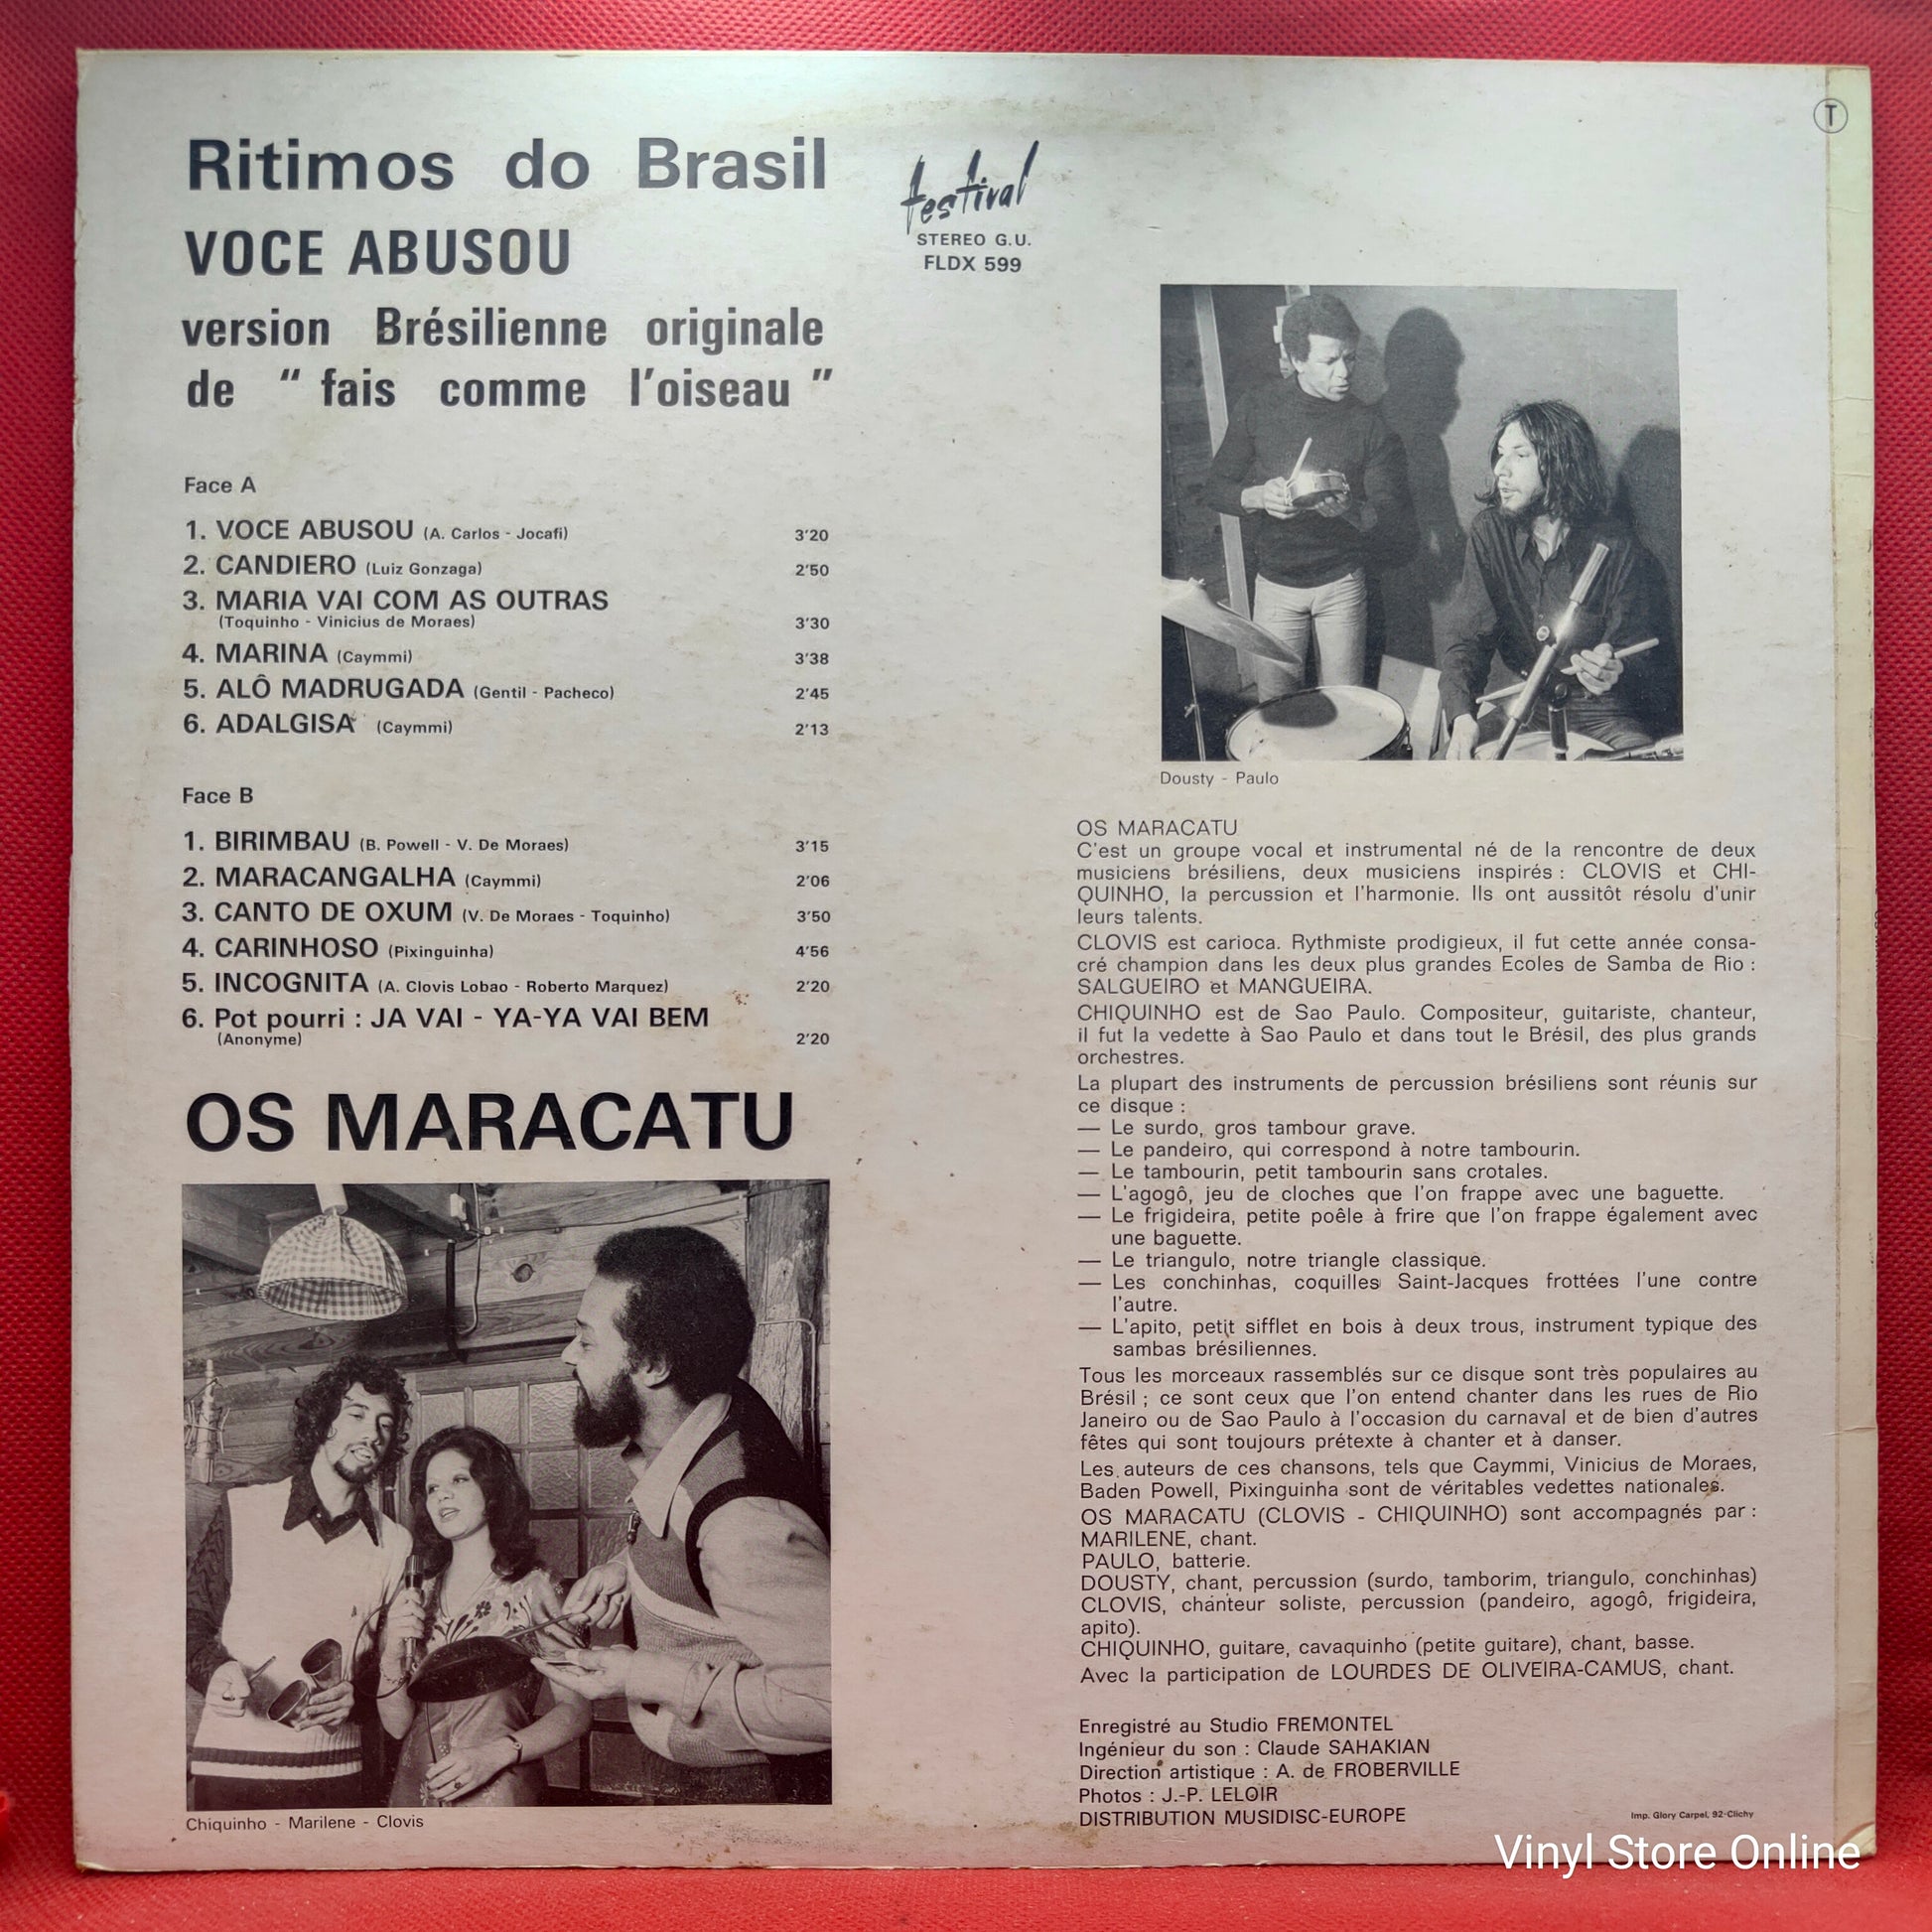 Ritimos do Brasil
VOCE ABUSOU
version Brésilienne originale
de " fais comme l'oiseau "
festival
STEREO G.U.
FLDX 599
T
Face A
1. VOCE ABUSOU (A. Carlos - Jocafi) 3'20
2. CANDIERO (Luiz Gonzaga) 2'50
3. MARIA VAI COM AS OUTRAS
(Toquinho - Vinicius de Moraes) 3'30
4. MARINA (Caymmi) 3'38
5. ALÔ MADRUGADA (Gentil - Pacheco) 2'45
6. ADALGISA (Caymmi) 2'13
Face B
1. BIRIMBAU (B. Powell - V. De Moraes) 3'15
2. MARACANGALHA (Caymmi) 2'06
3. CANTO DE OXUM (V. De Moraes - Toquinho) 3'50
4. CARINHOSO (Pixinguinha) 4'56
5. INCOGNITA (A. Clovis Lobao - Roberto Marquez) 2'20
6. Pot pourri : JA VAI - YA-YA VAI BEM
(Anonyme) 2'20
OS MARACATU
Chiquinho - Marilene - Clovis
Dousty - Paulo
OS MARACATU
C'est un groupe vocal et instrumental né de la rencontre de deux
musiciens brésiliens, deux musiciens inspirés : CLOVIS et CHI-
QUINHO, la percussion et l'harmonie. Ils ont aussitôt résolu d'unir
leurs talents.
CLOVIS est carioca. Rythmiste prodigieux, il fut cette année consa-
cré champion dans les deux plus grandes Ecoles de Samba de Rio :
SALGUEIRO et MANGUEIRA.
CHIQUINHO est de Sao Paulo. Compositeur, guitariste, chanteur,
il fut la vedette à Sao Paulo et dans tout le Brésil, des plus grands
orchestres.
La plupart des instruments de percussion brésiliens sont réunis sur
ce disque :
— Le surdo, gros tambour grave.
— Le pandeiro, qui correspond à notre tambourin.
— Le tambourin, petit tambourin sans crotales.
— L'agogô, jeu de cloches que l'on frappe avec une baguette.
— Le frigideira, petite poêle à frire que l'on frappe également avec
une baguette.
— Le triangulo, notre triangle classique.
— Les conchinhas, coquilles Saint-Jacques frottées l'une contre
l'autre.
— L'apito, petit sifflet en bois à deux trous, instrument typique des
sambas brésiliennes.
Tous les morceaux rassemblés sur ce disque sont très populaires au
Brésil ; ce sont ceux que l'on entend chanter dans les rues de Rio
Janeiro ou de Sao Paulo à l'occasion du carnaval et de bien d'autres
fêtes qui sont toujours prétexte à chanter et à danser.
Les auteurs de ces chansons, tels que Caymmi, Vinicius de Moraes,
Baden Powell, Pixinguinha sont de véritables vedettes nationales.
OS MARACATU (CLOVIS - CHIQUINHO) sont accompagnés par :
MARILENE, chant.
PAULO, batterie.
DOUSTY, chant, percussion (surdo, tamborim, triangulo, conchinhas)
CLOVIS, chanteur soliste, percussion (pandeiro, agogô, frigideira,
apito).
CHIQUINHO, guitare, cavaquinho (petite guitare), chant, basse.
Avec la participation de LOURDES DE OLIVEIRA-CAMUS, chant.
Enregistré au Studio FREMONTEL
Ingénieur du son : Claude SAHAKIAN
Direction artistique : A. de FROBERVILLE
Photos : J.-P. LELOIR
DISTRIBUTION MUSIDISC-EUROPE
Imp. Glory Carpel, 92-Clichy
Vinyl Store Online